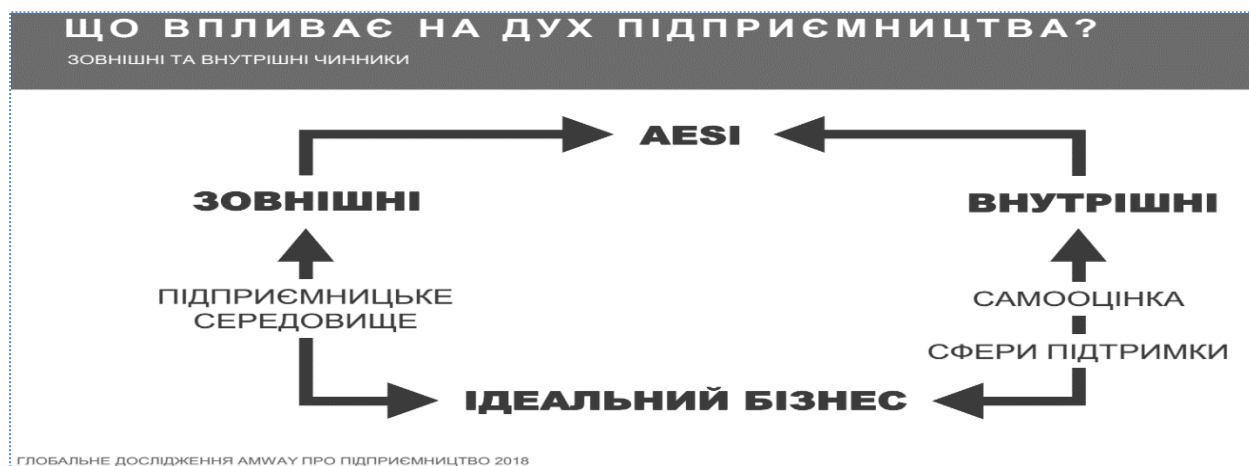 ЩО ВПЛИВАЄ НА ДУХ ПІДПРИЄМНИЦТВА?
ЗОВНІШНІ ТА ВНУТРІШНІ ЧИННИКИ
AESI
ЗОВНІШНІ
ВНУТРІШНІ
ПІДПРИЄМНИЦЬКЕ
СЕРЕДОВИЩЕ
САМООЦІНКА
СФЕРИ ПІДТРИМКИ
ІДЕАЛЬНИЙ БІЗНЕС
ГЛОБАЛЬНЕ ДОСЛІДЖЕННЯ AMWAY ПРО ПІДПРИЄМНИЦТВО 2018